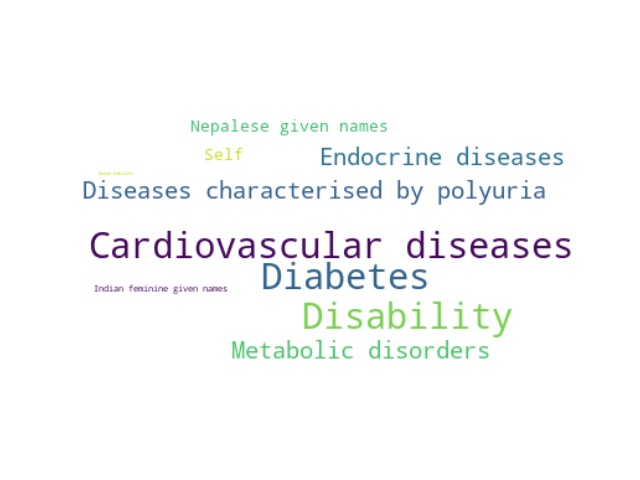 Nepalese given names
Self
Endocrine diseases
Diseases characterised by polyuria
Cardiovascular diseases
Diabetes
Indian feminine given names
Disability
Metabolic disorders